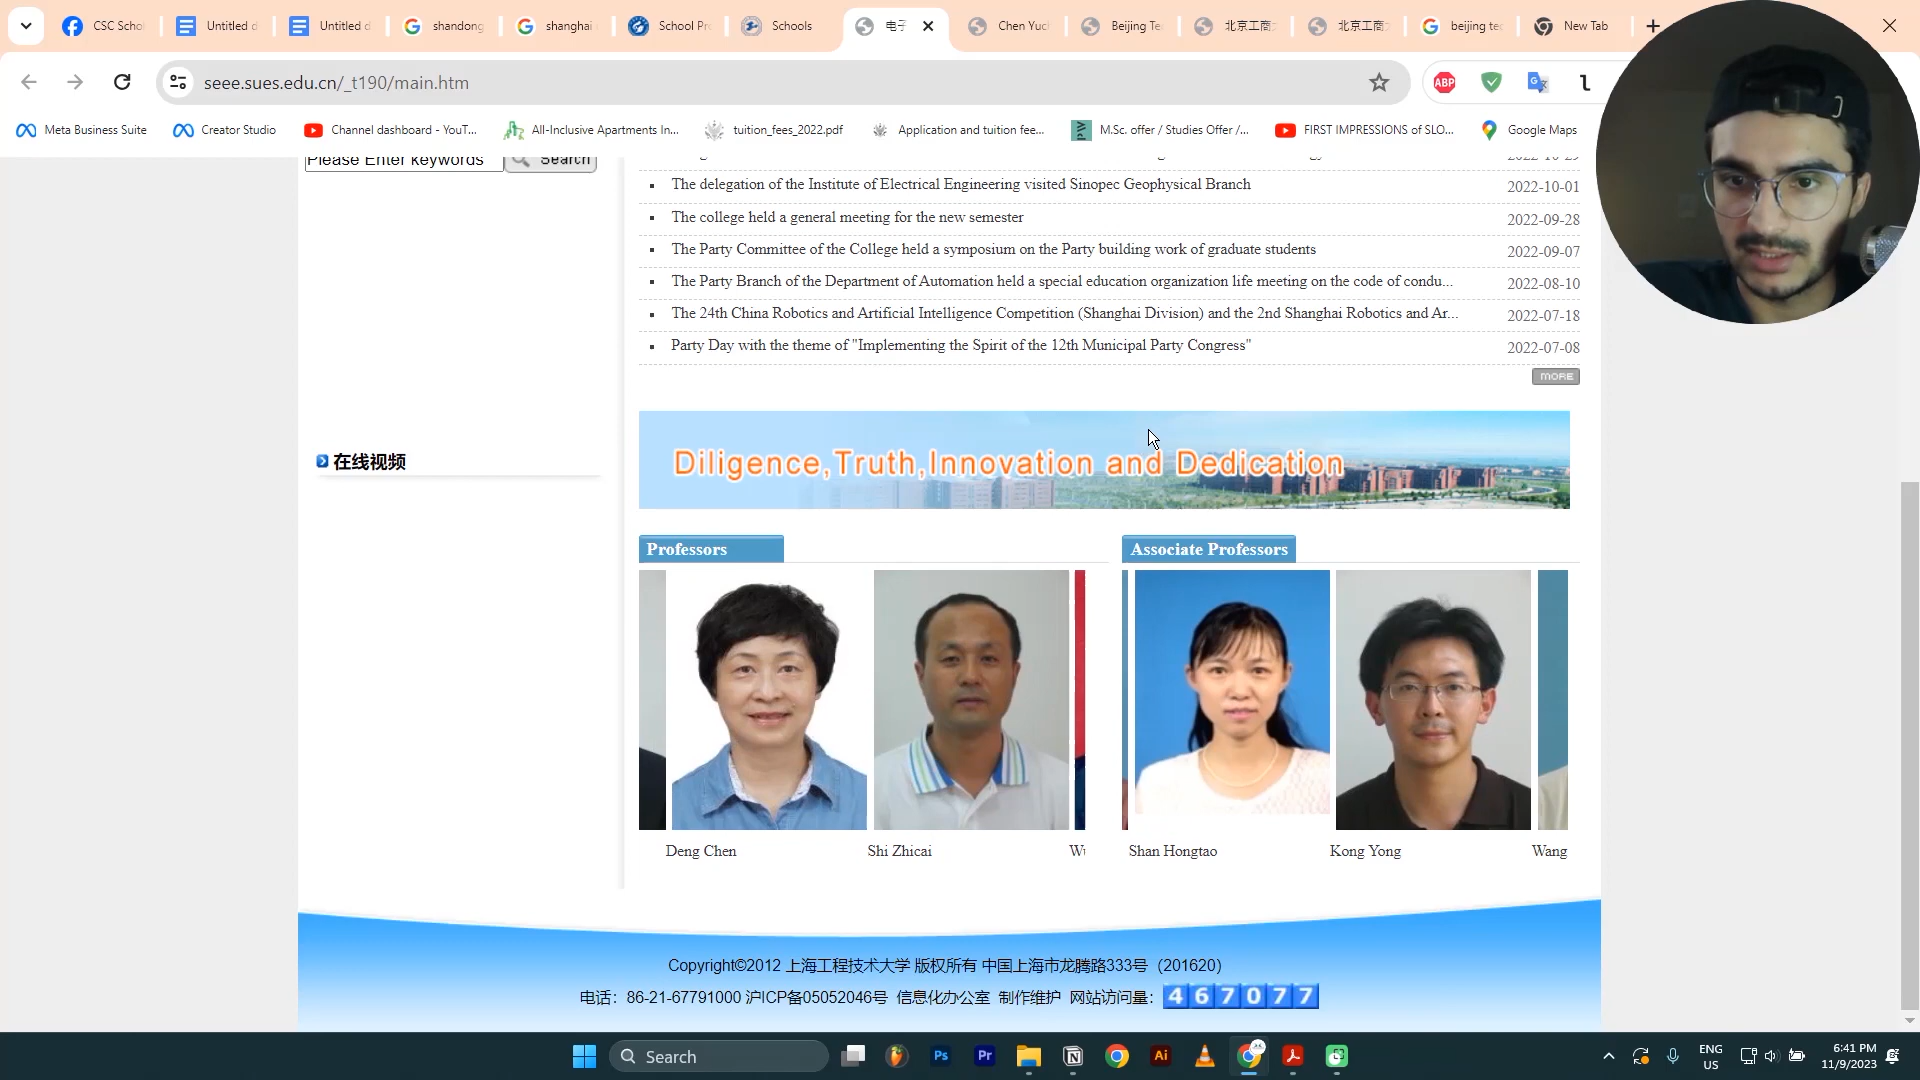 CSC Scho
Untitled d
Untitled d
shandong
shanghai
School Pr
Schools
电子
Chen Yucl
Beijing Te
北京工商
北京工商
beijing tec
New Tab
seee.sues.edu.cn/_t190/main.htm
ABP
Meta Business Suite
Creator Studio
Channel dashboard - YouT...
All-Inclusive Apartments In...
tuition_fees_2022.pdf
Application and tuition fee...
M.Sc. offer / Studies Offer /...
FIRST IMPRESSIONS of SLO...
Google Maps
Please Enter keywords
Search
2022-10-29
The delegation of the Institute of Electrical Engineering visited Sinopec Geophysical Branch
2022-10-01
The college held a general meeting for the new semester
2022-09-28
The Party Committee of the College held a symposium on the Party building work of graduate students
2022-09-07
The Party Branch of the Department of Automation held a special education organization life meeting on the code of condu...
2022-08-10
The 24th China Robotics and Artificial Intelligence Competition (Shanghai Division) and the 2nd Shanghai Robotics and Ar...
2022-07-18
Party Day with the theme of "Implementing the Spirit of the 12th Municipal Party Congress"
2022-07-08
MORE
在线视频
Diligence,Truth,Innovation and Dedication
Professors
Associate Professors
Deng Chen
Shi Zhicai
Shan Hongtao
Kong Yong
Wang
Copyright©2012 上海工程技术大学 版权所有 中国上海市龙腾路333号（201620）
电话：86-21-67791000 沪ICP备05052046号 信息化办公室 制作维护 网站访问量：467077
Search
Ps
Pr
Ai
ENG
US
6:41 PM
11/9/2023